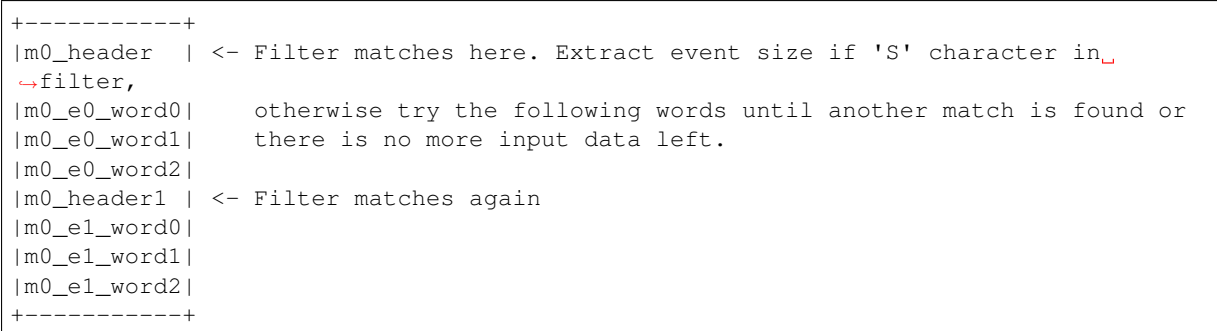 +-----------+
|m0_header  | <- Filter matches here. Extract event size if 'S' character in␣
↪filter,
|m0_e0_word0|    otherwise try the following words until another match is found or
|m0_e0_word1|    there is no more input data left.
|m0_e0_word2|
|m0_header1 | <- Filter matches again
|m0_e1_word0|
|m0_e1_word1|
|m0_e1_word2|
+-----------+